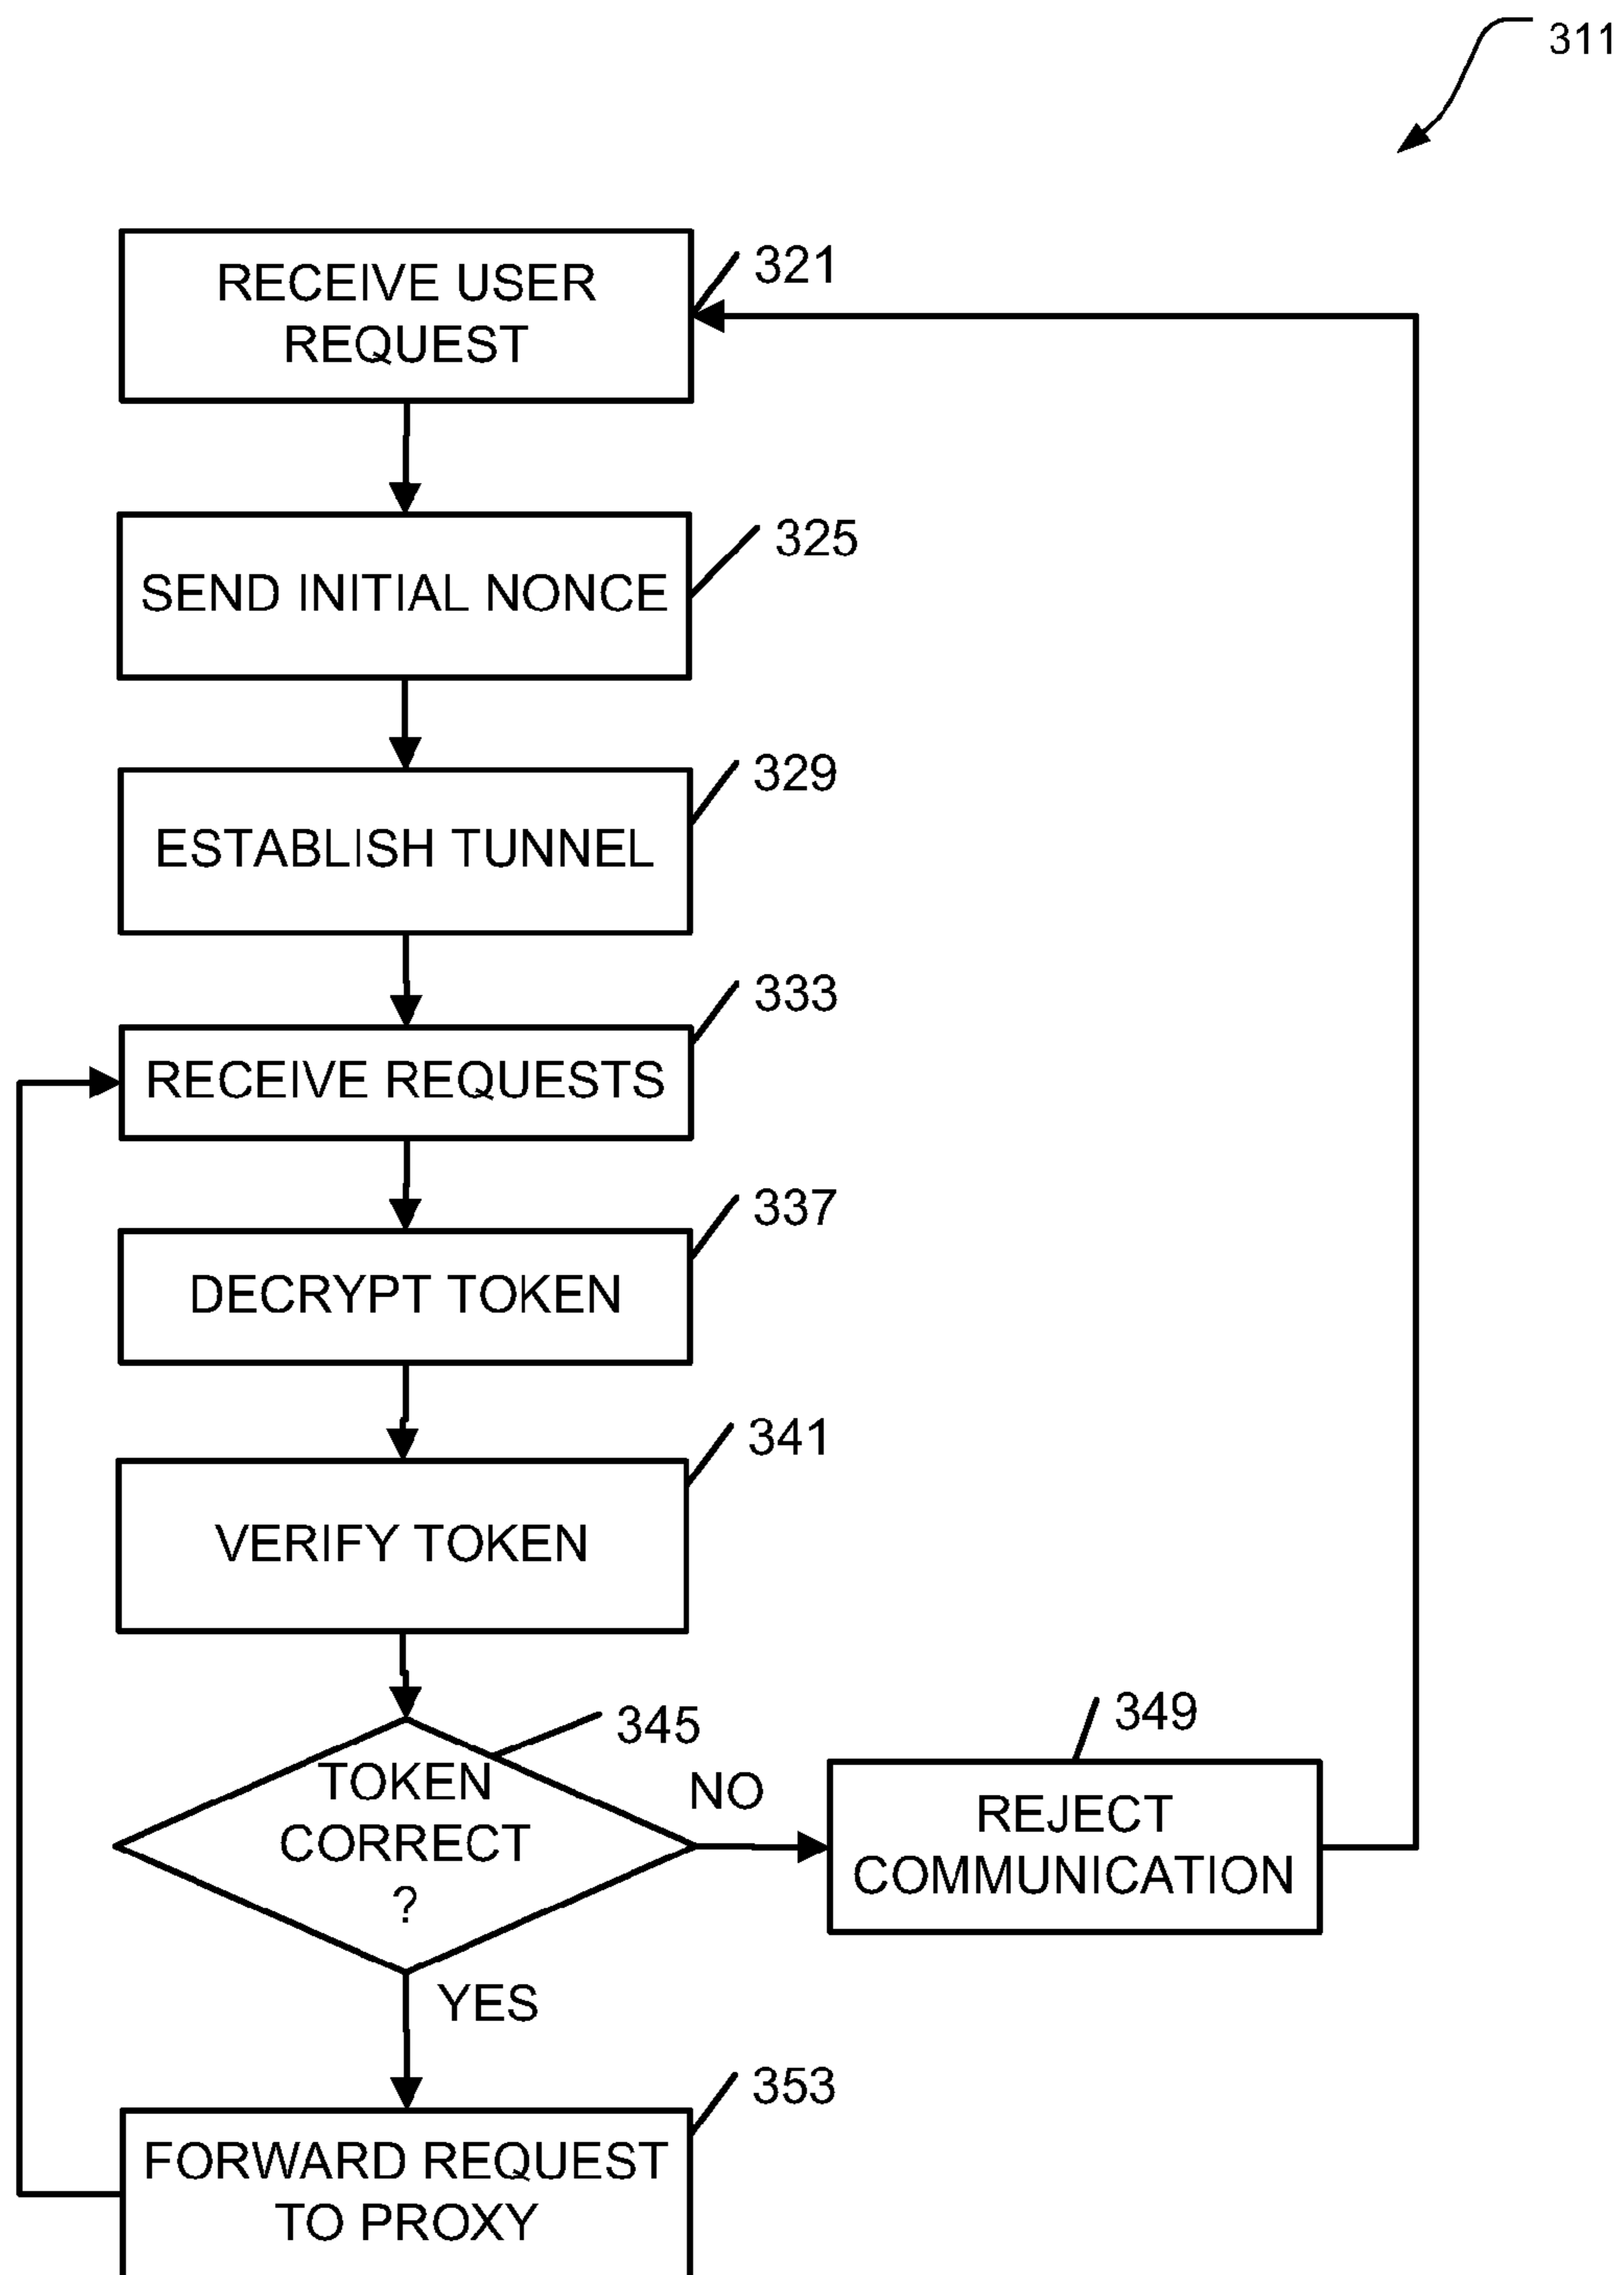 311
RECEIVE USER
REQUEST
321
SEND INITIAL NONCE
325
ESTABLISH TUNNEL
329
RECEIVE REQUESTS
333
DECRYPT TOKEN
337
VERIFY TOKEN
341
TOKEN
CORRECT
?
345
NO
REJECT
COMMUNICATION
349
YES
FORWARD REQUEST
TO PROXY
353